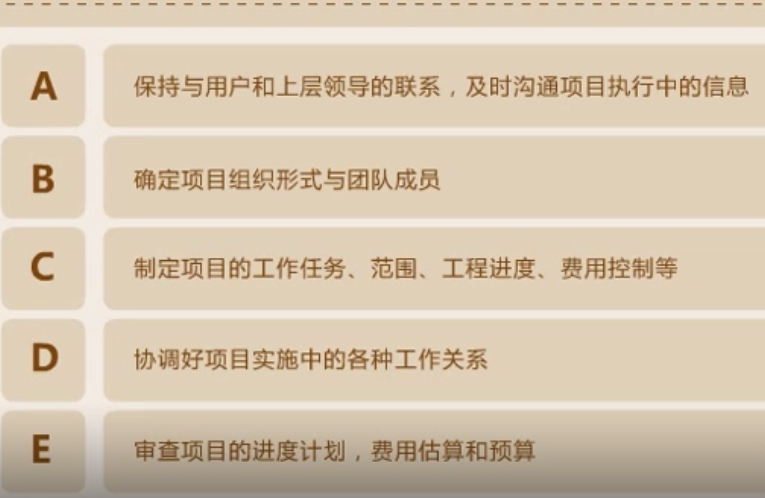 A 保持与用户和上层领导的联系，及时沟通项目执行中的信息
B 确定项目组织形式与团队成员
C 制定项目的工作任务、范围、工程进度、费用控制等
D 协调好项目实施中的各种工作关系
E 审查项目的进度计划，费用估算和预算